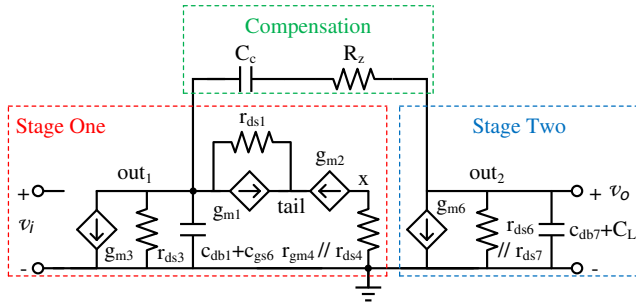 Compensation
C_c
R_z
Stage One
Stage Two
r_ds1
g_m2
out_1
g_m1
tail
x
out_2
+
v_i
-
g_m3
r_ds3
c_db1+c_gs6
r_gm4 // r_ds4
g_m6
r_ds6
// r_ds7
c_db7+C_L
+
v_o
-